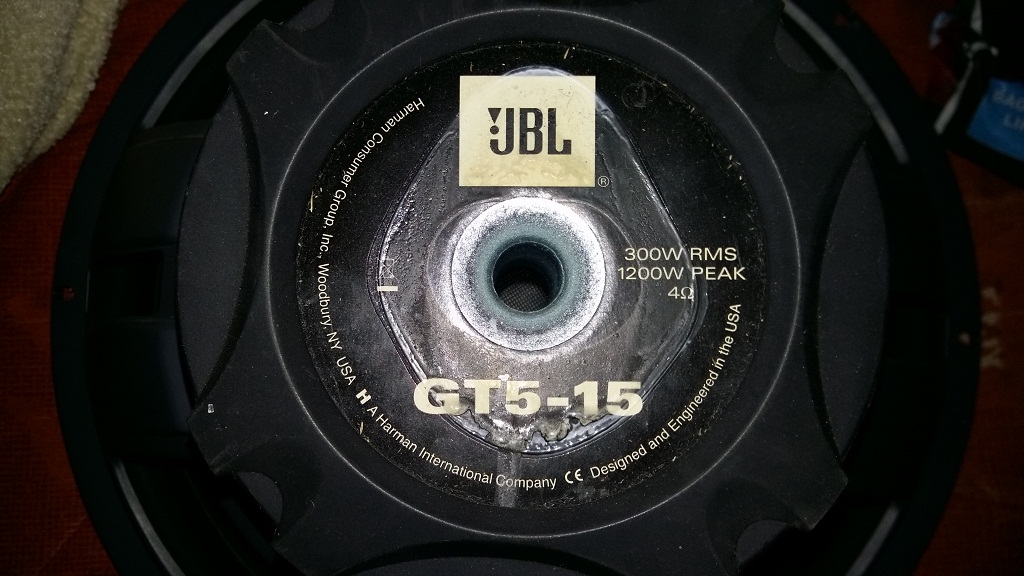 JBL
®
300W RMS
1200W PEAK
4Ω
GT5-15
Harman Consumer Group, Inc., Woodbury, NY USA H A Harman International Company CE Designed and Engineered in the USA